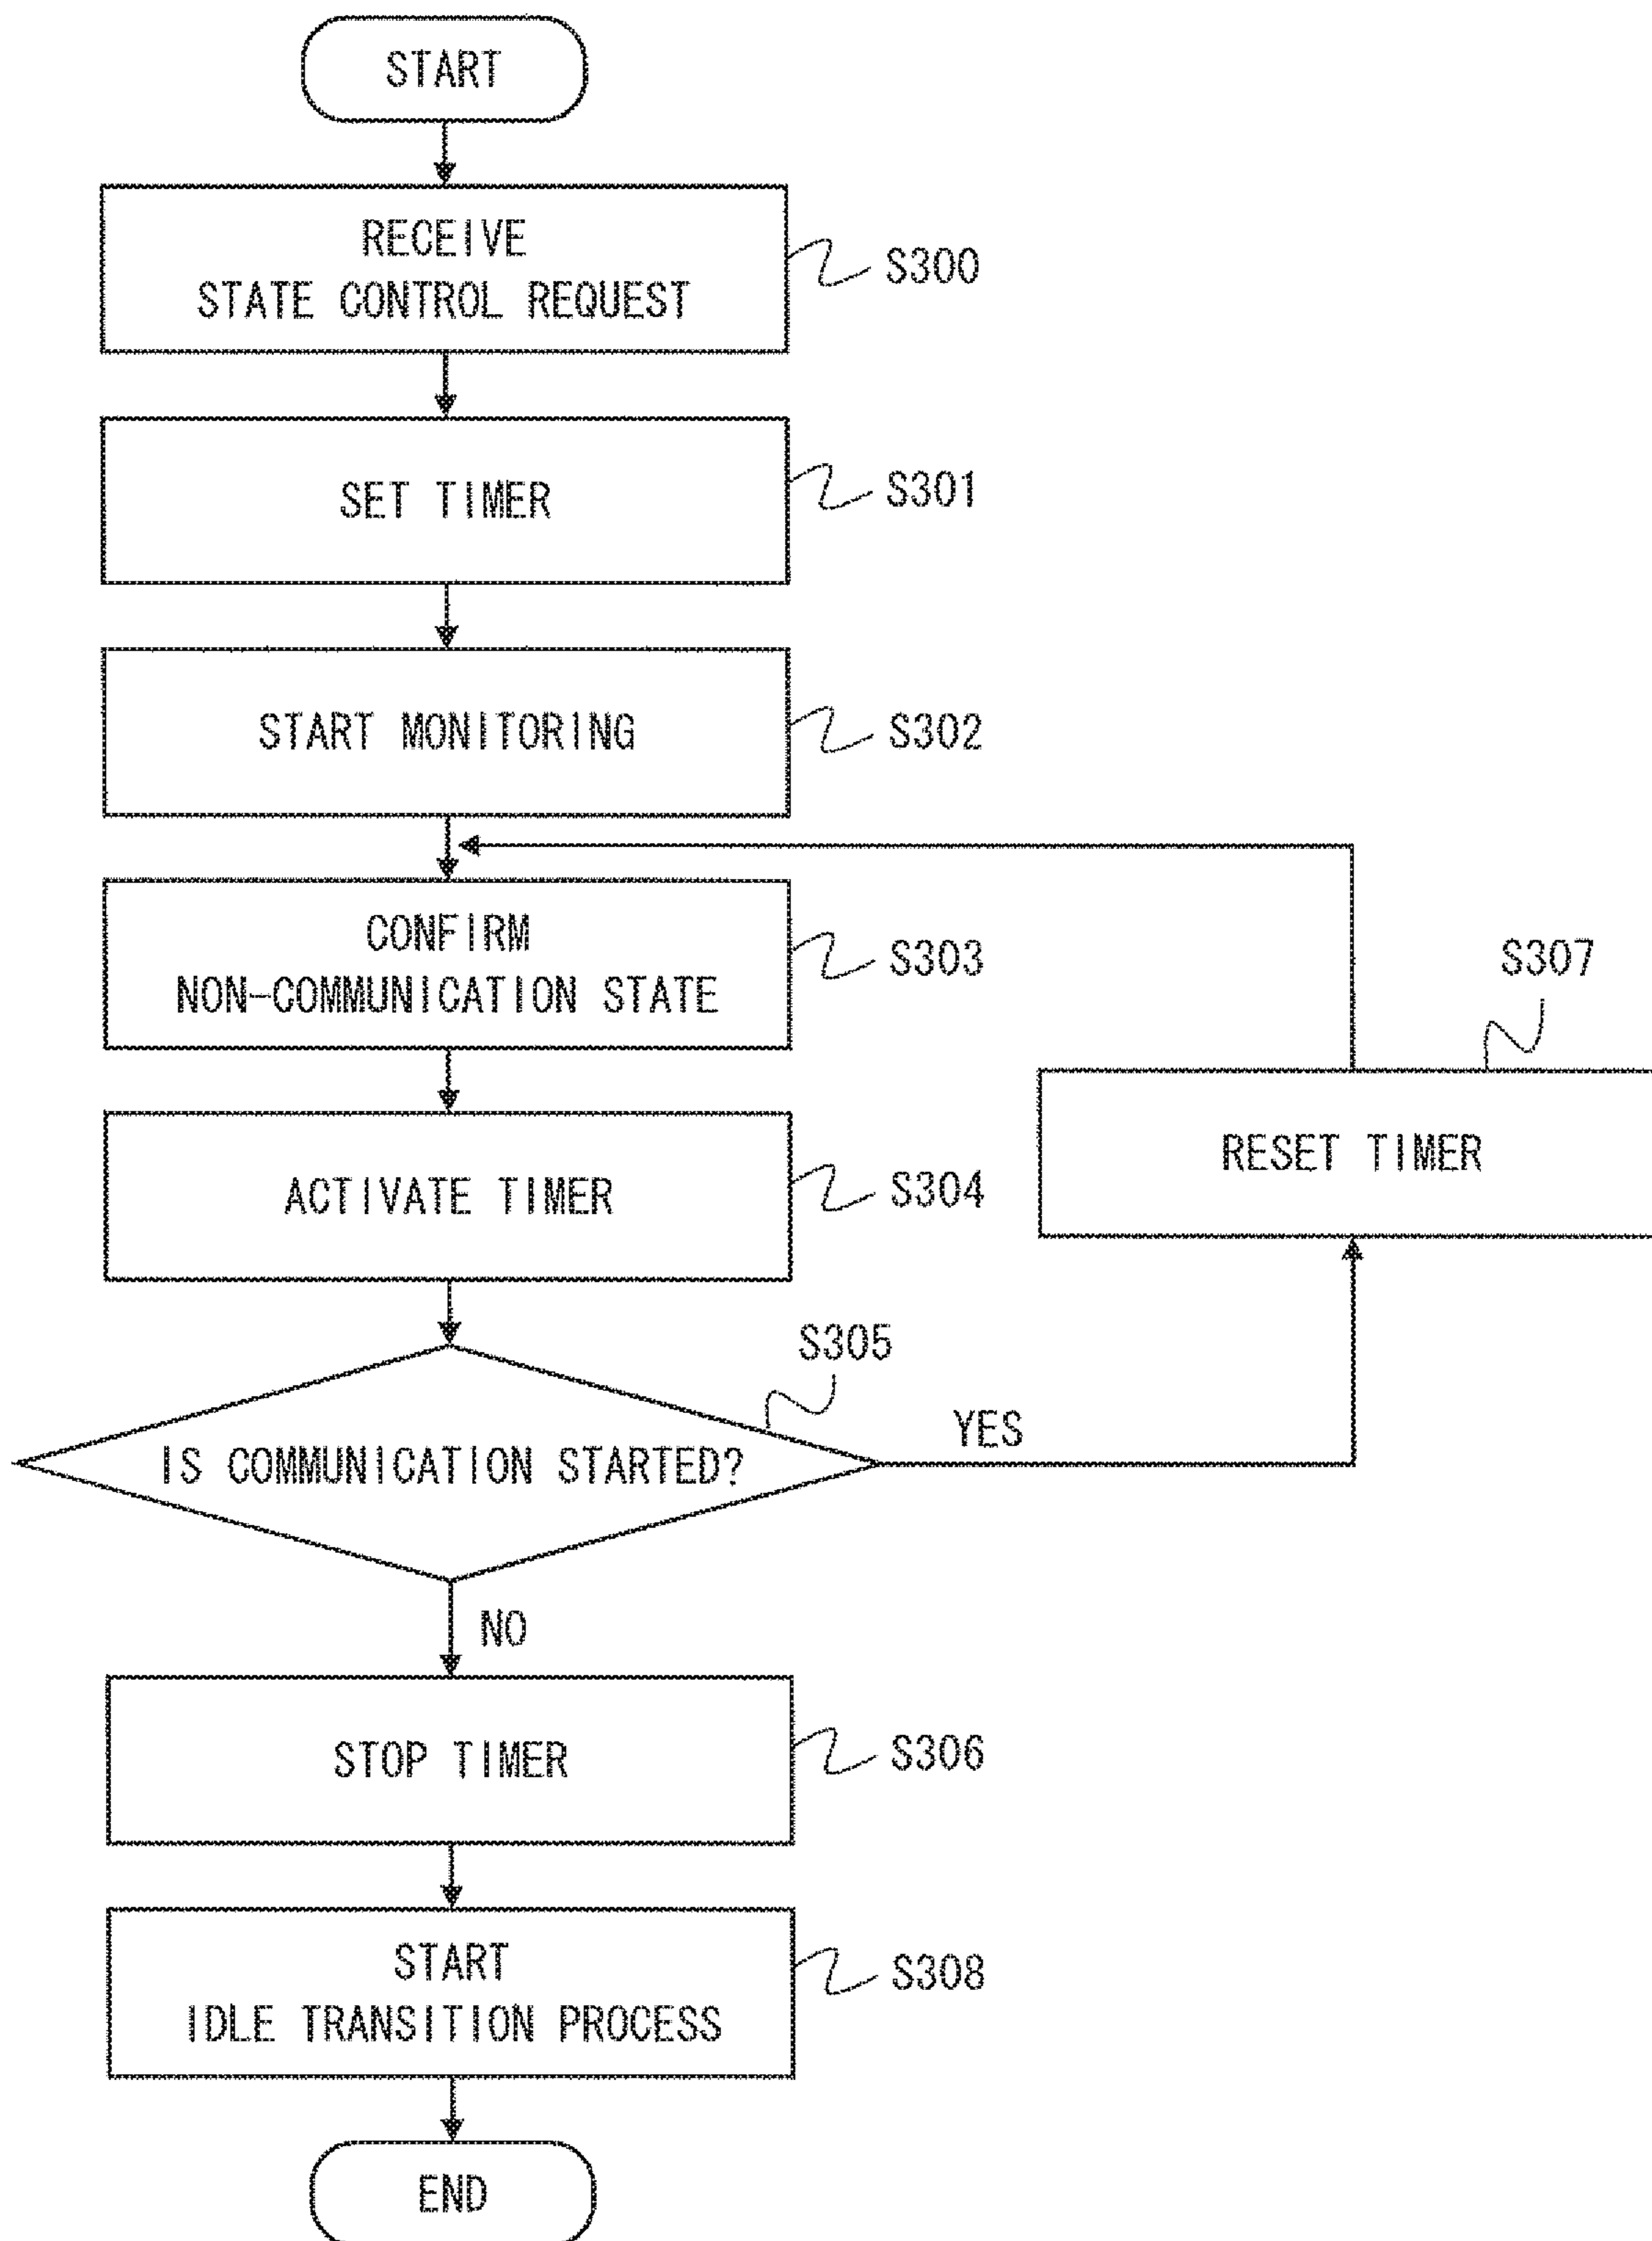 START
RECEIVE
STATE CONTROL REQUEST
S300
SET TIMER
S301
START MONITORING
S302
CONFIRM
NON-COMMUNICATION STATE
S303
S307
RESET TIMER
ACTIVATE TIMER
S304
S305
IS COMMUNICATION STARTED?
YES
NO
STOP TIMER
S306
START
IDLE TRANSITION PROCESS
S308
END